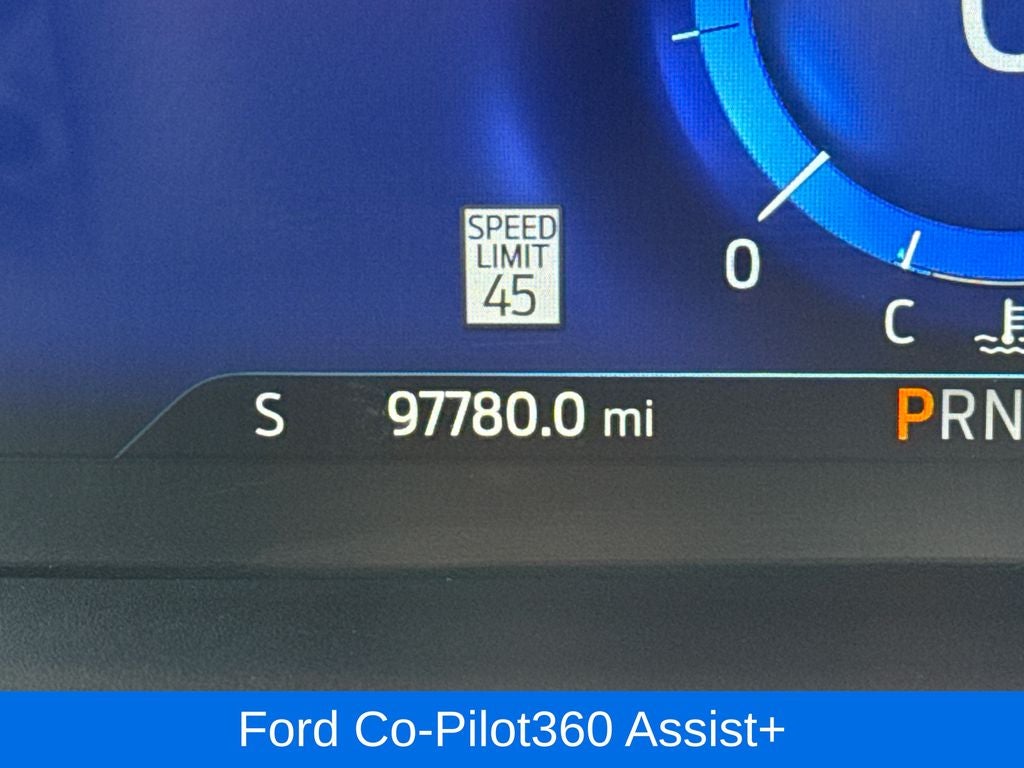 SPEED
LIMIT
45
0
C
S 97780.0 mi PRN
Ford Co-Pilot360 Assist+